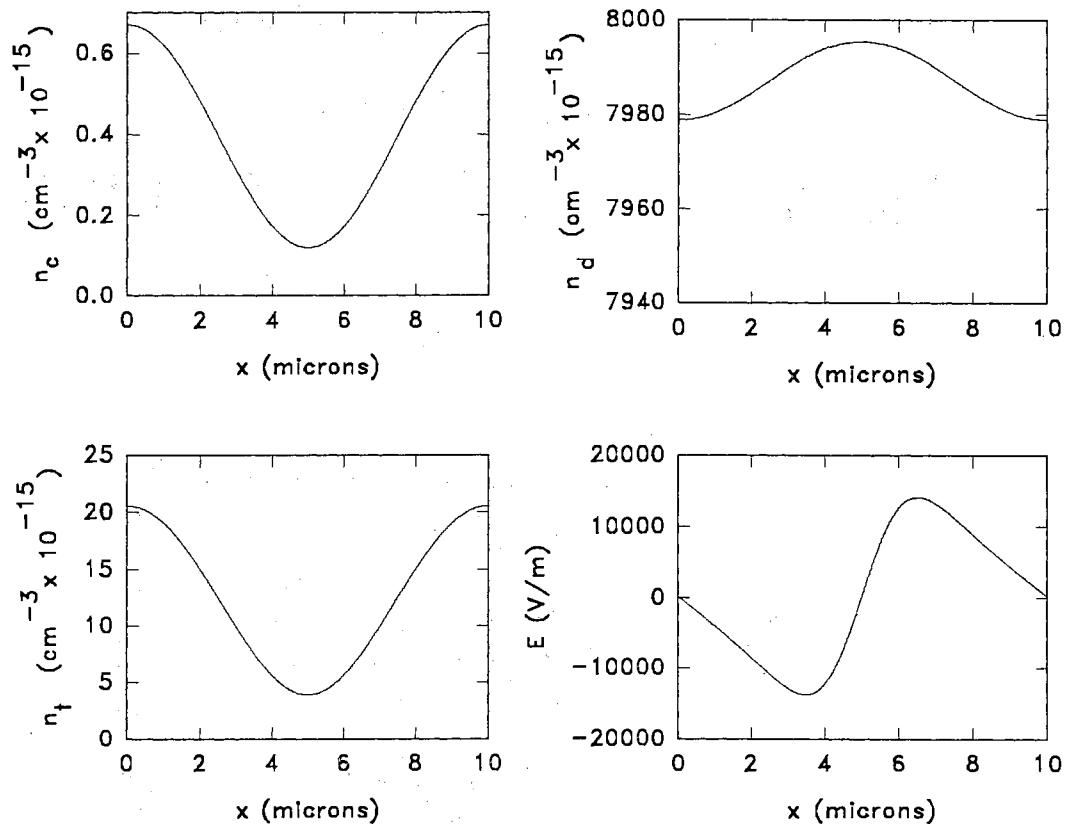 n_c (cm⁻³ x 10⁻¹⁵)
0.6
0.4
0.2
0.0
0 2 4 6 8 10
x (microns)
n_d (cm⁻³ x 10⁻¹⁵)
8000
7980
7960
7940
0 2 4 6 8 10
x (microns)
n_t (cm⁻³ x 10⁻¹⁵)
25
20
15
10
5
0
0 2 4 6 8 10
x (microns)
E (V/m)
20000
10000
0
−10000
−20000
0 2 4 6 8 10
x (microns)